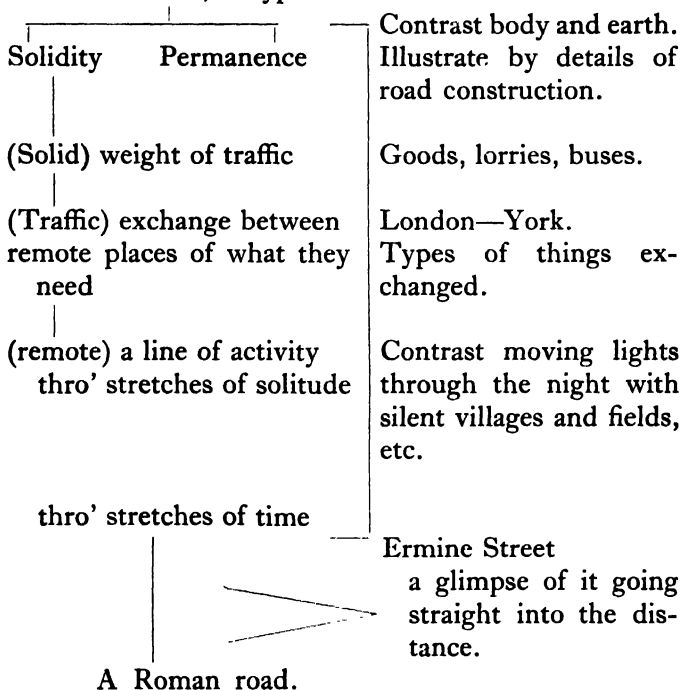 Solidity Permanence
(Solid) weight of traffic
(Traffic) exchange between
remote places of what they
need
(remote) a line of activity
thro' stretches of solitude
thro' stretches of time
A Roman road.
Contrast body and earth.
Illustrate by details of
road construction.
Goods, lorries, buses.
London—York.
Types of things ex-
changed.
Contrast moving lights
through the night with
silent villages and fields,
etc.
Ermine Street
a glimpse of it going
straight into the dis-
tance.